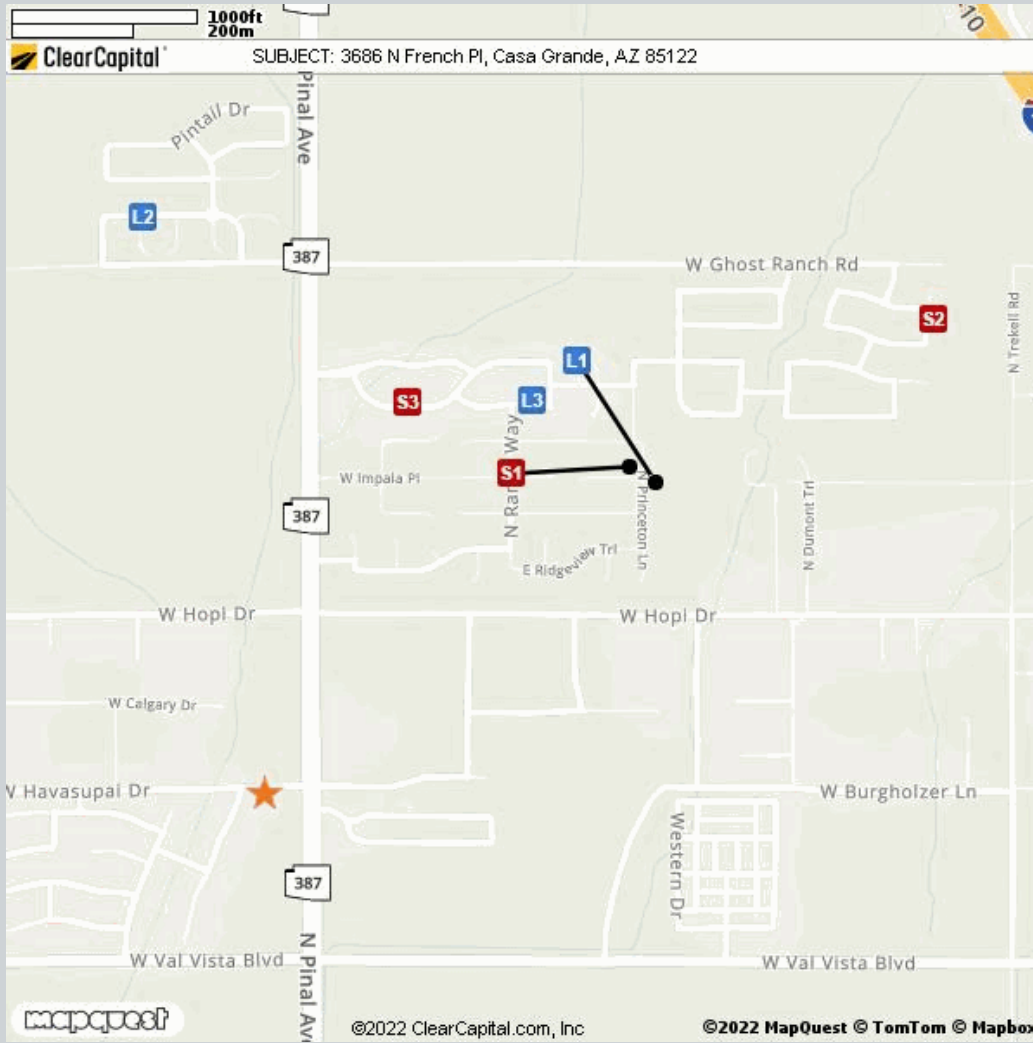 1000ft
200m
10
ClearCapital
SUBJECT: 3686 N French Pl, Casa Grande, AZ 85122
Pinal Ave
Pintail Dr
L2
387
W Ghost Ranch Rd
S2
N Trekell Rd
L1
S3
L3
S1
W Impala Pl
N Princeton Ln
N Dumont Trl
387
E Ridgeview Trl
W Hopi Dr
W Hopi Dr
W Calgary Dr
W Havasupai Dr
W Burgholzer Ln
Western Dr
387
N Pinal Av
W Val Vista Blvd
W Val Vista Blvd
mapquest
©2022 ClearCapital.com, Inc
©2022 MapQuest © TomTom © Mapbox